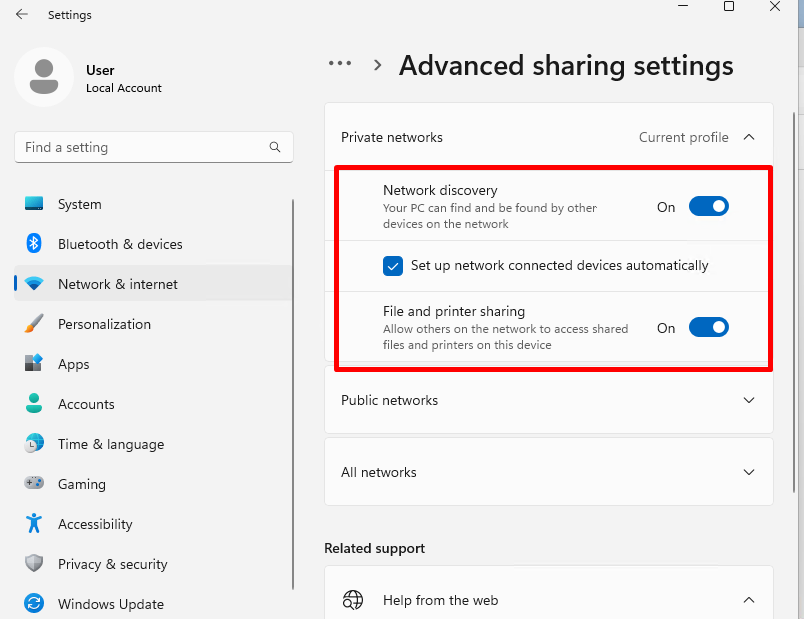 Settings
User
Local Account
Find a setting
System
Bluetooth & devices
Network & internet
Personalization
Apps
Accounts
Time & language
Gaming
Accessibility
Privacy & security
Windows Update
Advanced sharing settings
Private networks
Current profile
Network discovery
Your PC can find and be found by other
devices on the network
On
Set up network connected devices automatically
File and printer sharing
Allow others on the network to access shared
files and printers on this device
On
Public networks
All networks
Related support
Help from the web